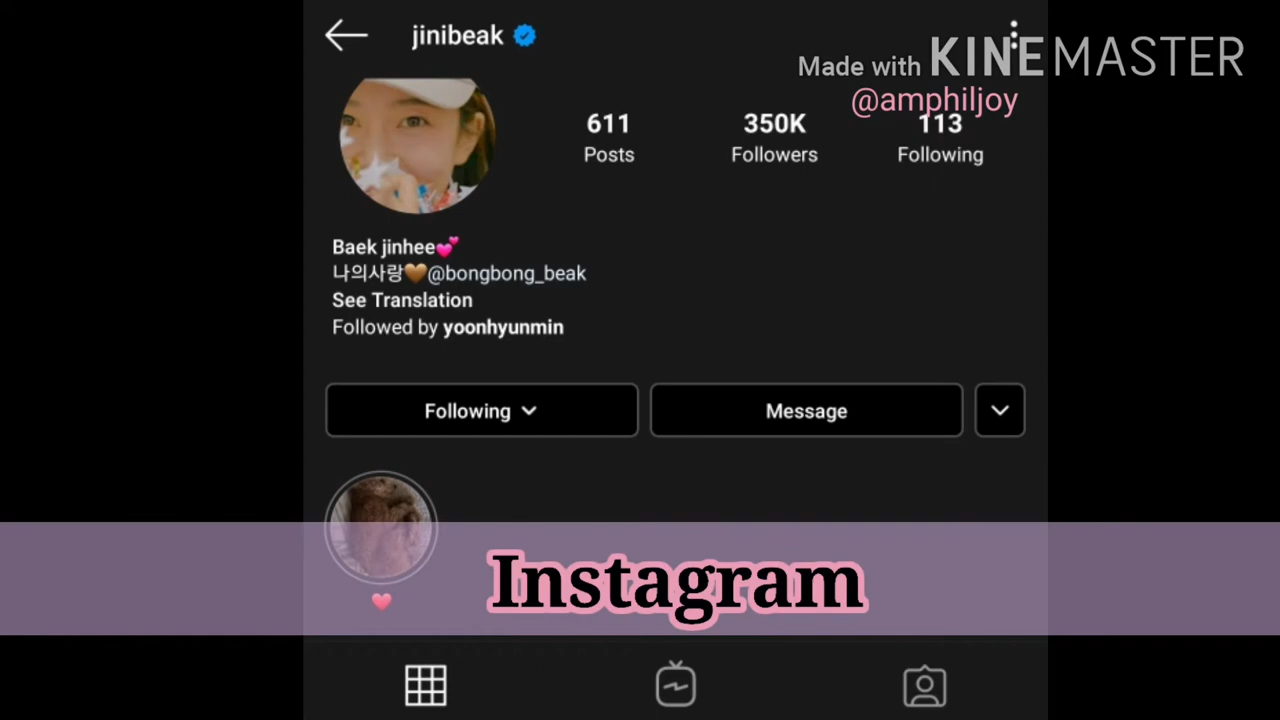 jinibeak
Made with KINEMASTER
@amphiljoy
611
350K
113
Posts
Followers
Following
Baek jinhee💕
나의사랑🧡@bongbong_beak
See Translation
Followed by yoonhyunmin
Following
Message
Instagram